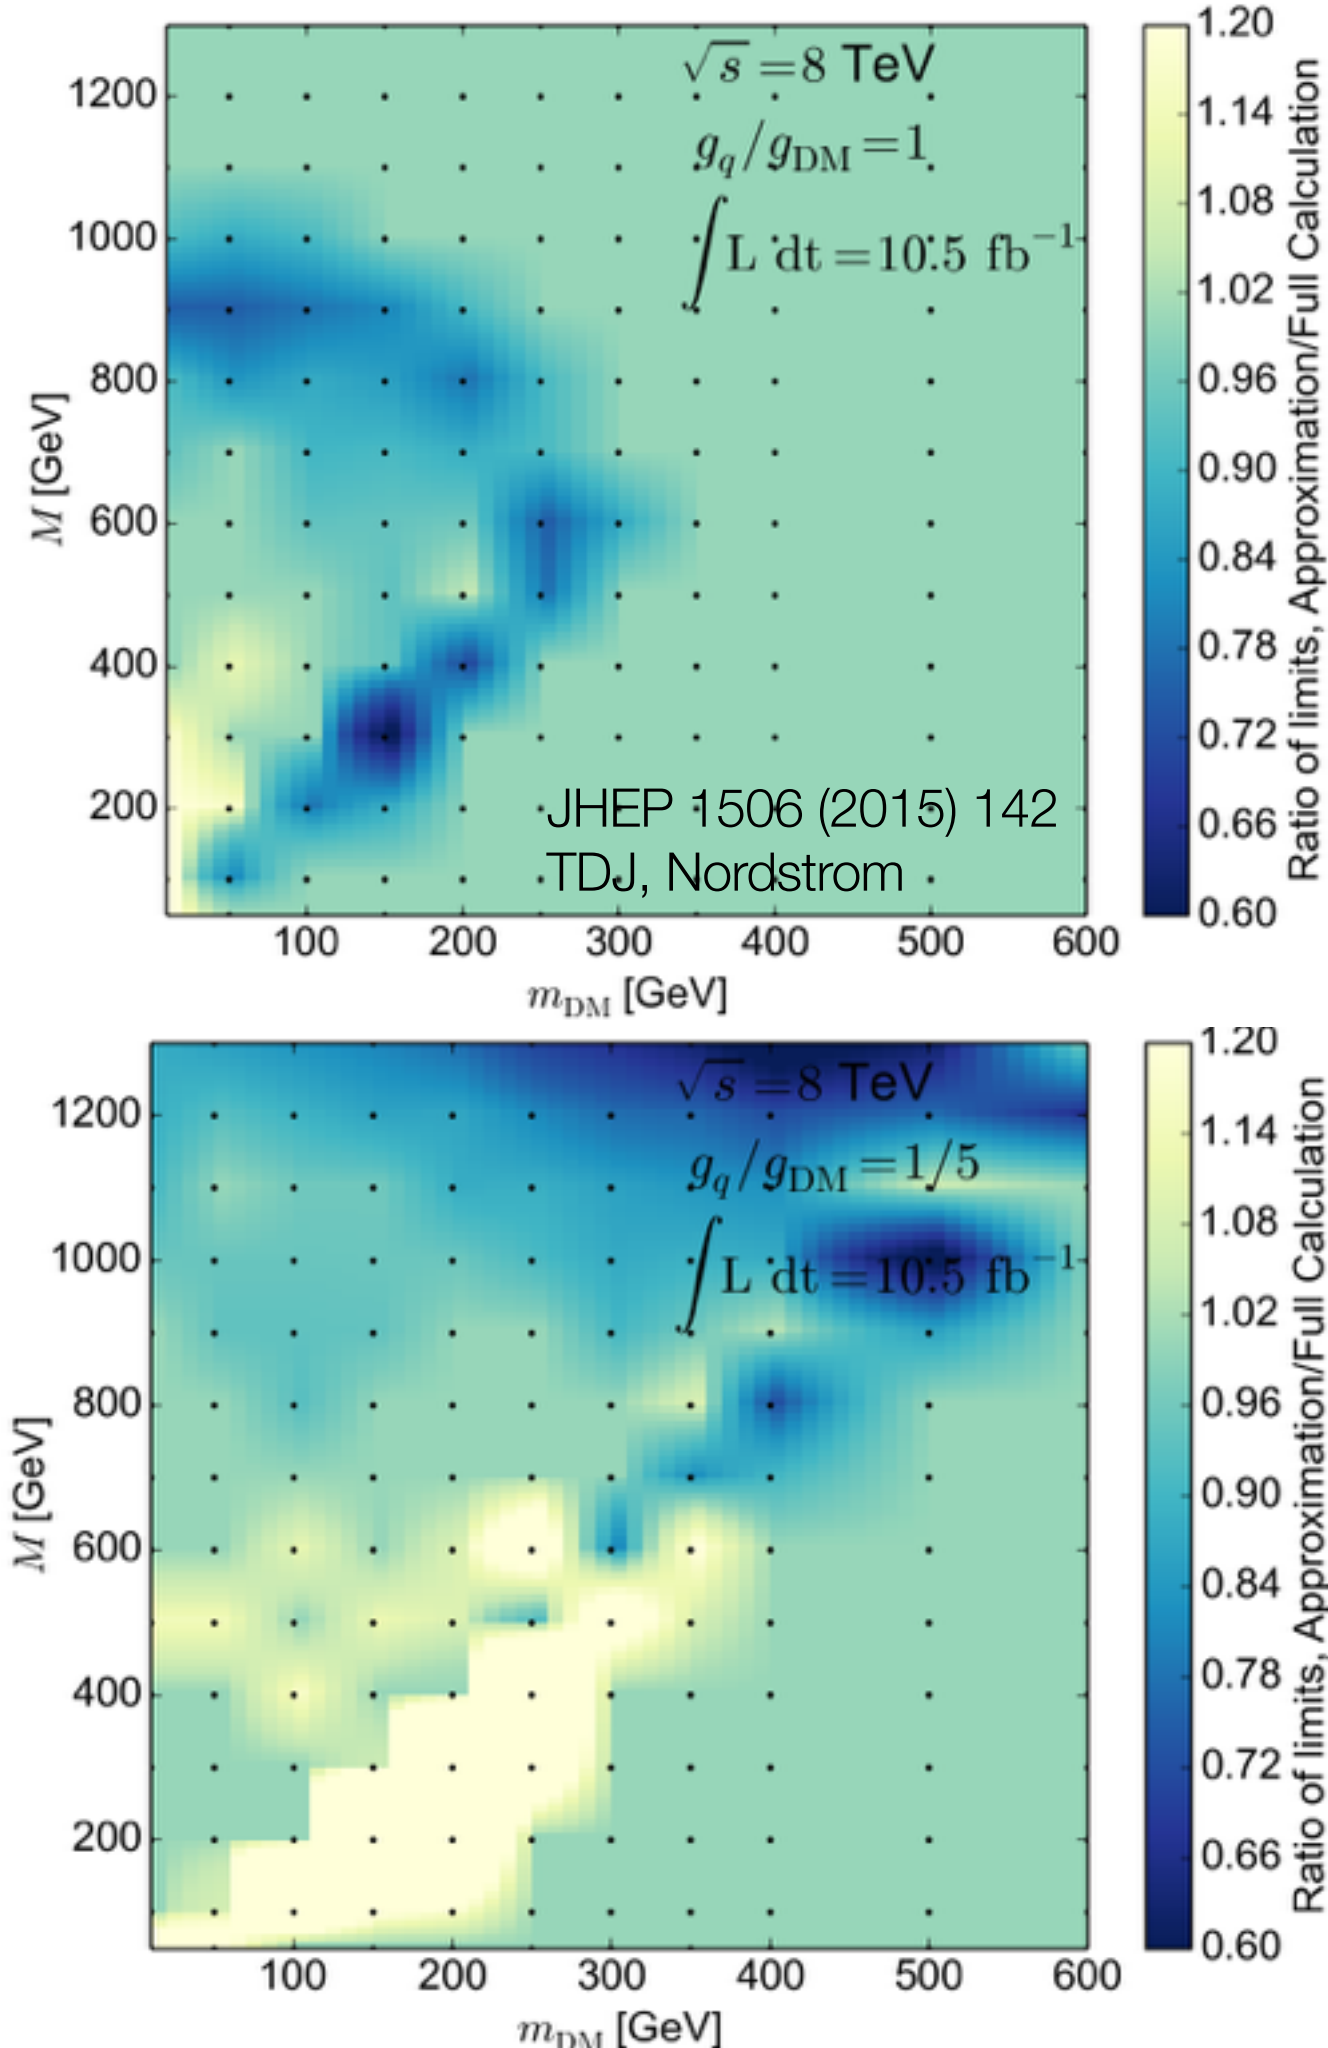 √s = 8 TeV
g_q/g_DM = 1
∫ L dt = 10.5 fb⁻¹
JHEP 1506 (2015) 142
TDJ, Nordstrom
1200
1000
800
600
400
200
M [GeV]
100 200 300 400 500 600
m_DM [GeV]
1.20
1.14
1.08
1.02
0.96
0.90
0.84
0.78
0.72
0.66
0.60
Ratio of limits, Approximation/Full Calculation
√s = 8 TeV
g_q/g_DM = 1/5
∫ L dt = 10.5 fb⁻¹
1200
1000
800
600
400
200
M [GeV]
100 200 300 400 500 600
m_DM [GeV]
1.20
1.14
1.08
1.02
0.96
0.90
0.84
0.78
0.72
0.66
0.60
Ratio of limits, Approximation/Full Calculation